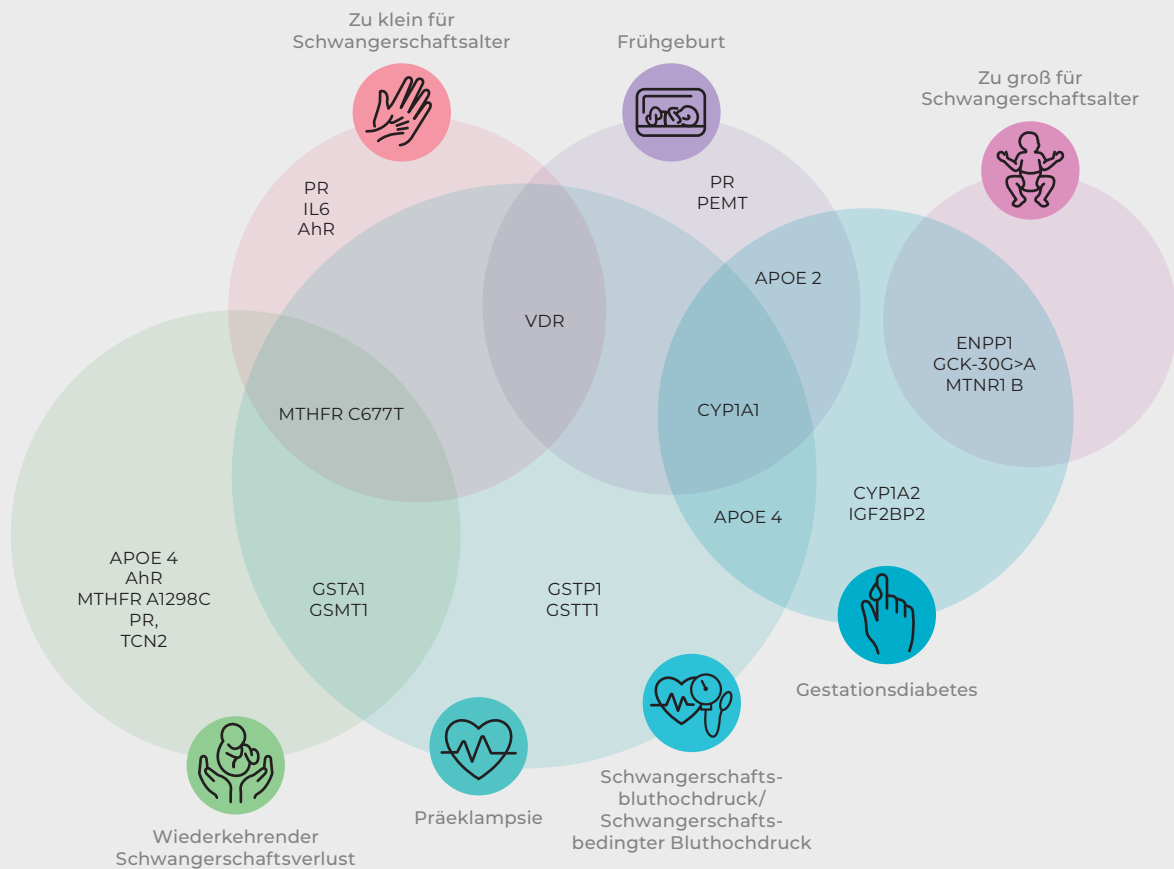 Zu klein für
Schwangerschaftsalter
Frühgeburt
Zu groß für
Schwangerschaftsalter
PR
IL6
AhR
PR
PEMT
APOE 2
VDR
ENPP1
GCK-30G>A
MTNR1 B
MTHFR C677T
CYP1A1
CYP1A2
IGF2BP2
APOE 4
APOE 4
AhR
MTHFR A1298C
PR,
TCN2
GSTA1
GSMT1
GSTP1
GSTT1
Gestationsdiabetes
Schwangerschafts-
bluthochdruck/
Schwangerschafts-
bedingter Bluthochdruck
Präeklampsie
Wiederkehrender
Schwangerschaftsverlust